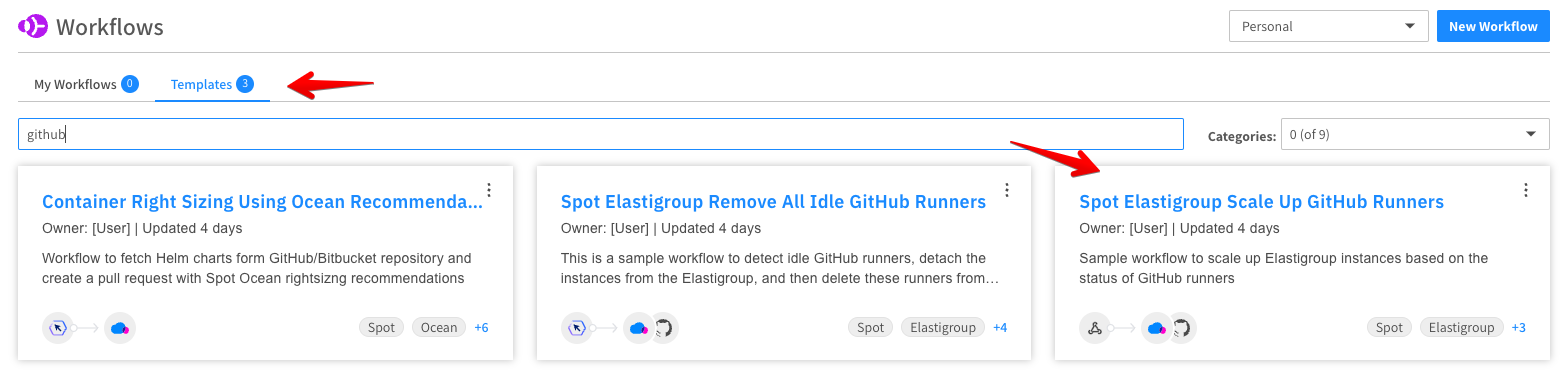 Workflows
Personal
New Workflow
My Workflows 0
Templates 3
github
Categories:
0 (of 9)
Container Right Sizing Using Ocean Recommenda...
Owner: [User] | Updated 4 days
Workflow to fetch Helm charts form GitHub/Bitbucket repository and
create a pull request with Spot Ocean rightsizng recommendations
Spot
Ocean
+6
Spot Elastigroup Remove All Idle GitHub Runners
Owner: [User] | Updated 4 days
This is a sample workflow to detect idle GitHub runners, detach the
instances from the Elastigroup, and then delete these runners from…
Spot
Elastigroup
+4
Spot Elastigroup Scale Up GitHub Runners
Owner: [User] | Updated 4 days
Sample workflow to scale up Elastigroup instances based on the
status of GitHub runners
Spot
Elastigroup
+3